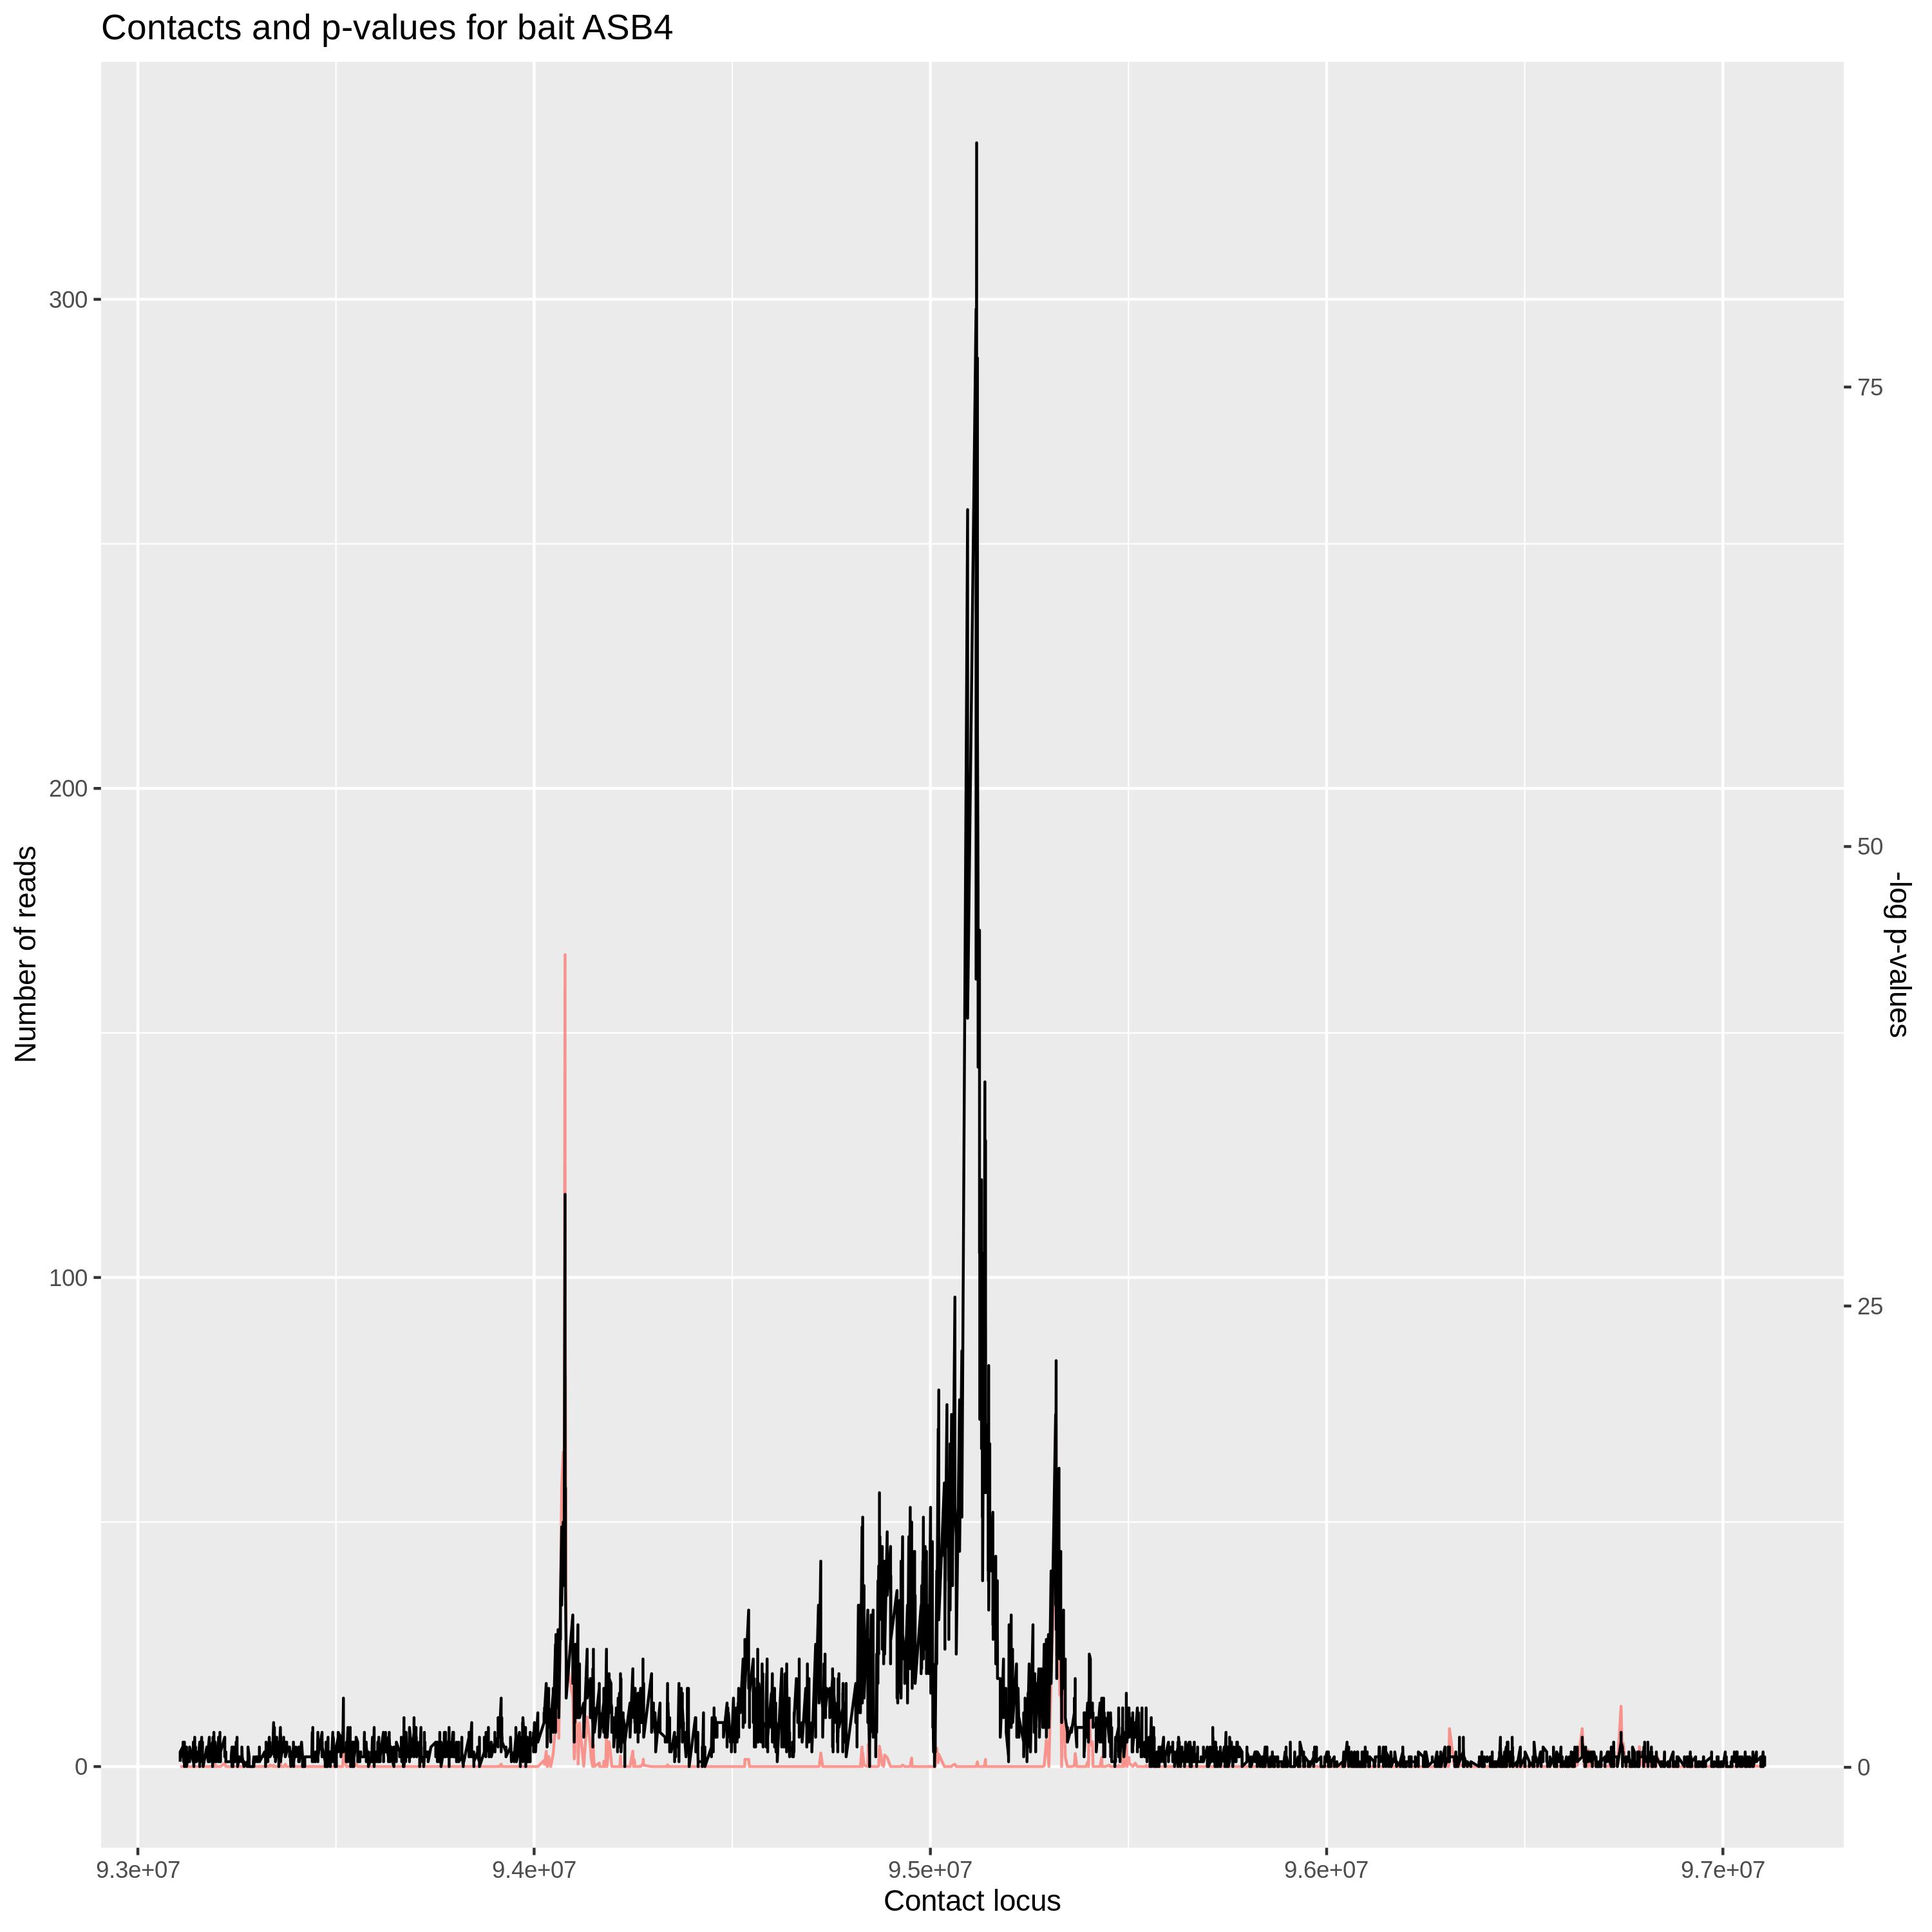 Contacts and p-values for bait ASB4
300
200
100
0
Number of reads
75
50
25
0
-log p-values
9.3e+07
9.4e+07
9.5e+07
9.6e+07
9.7e+07
Contact locus